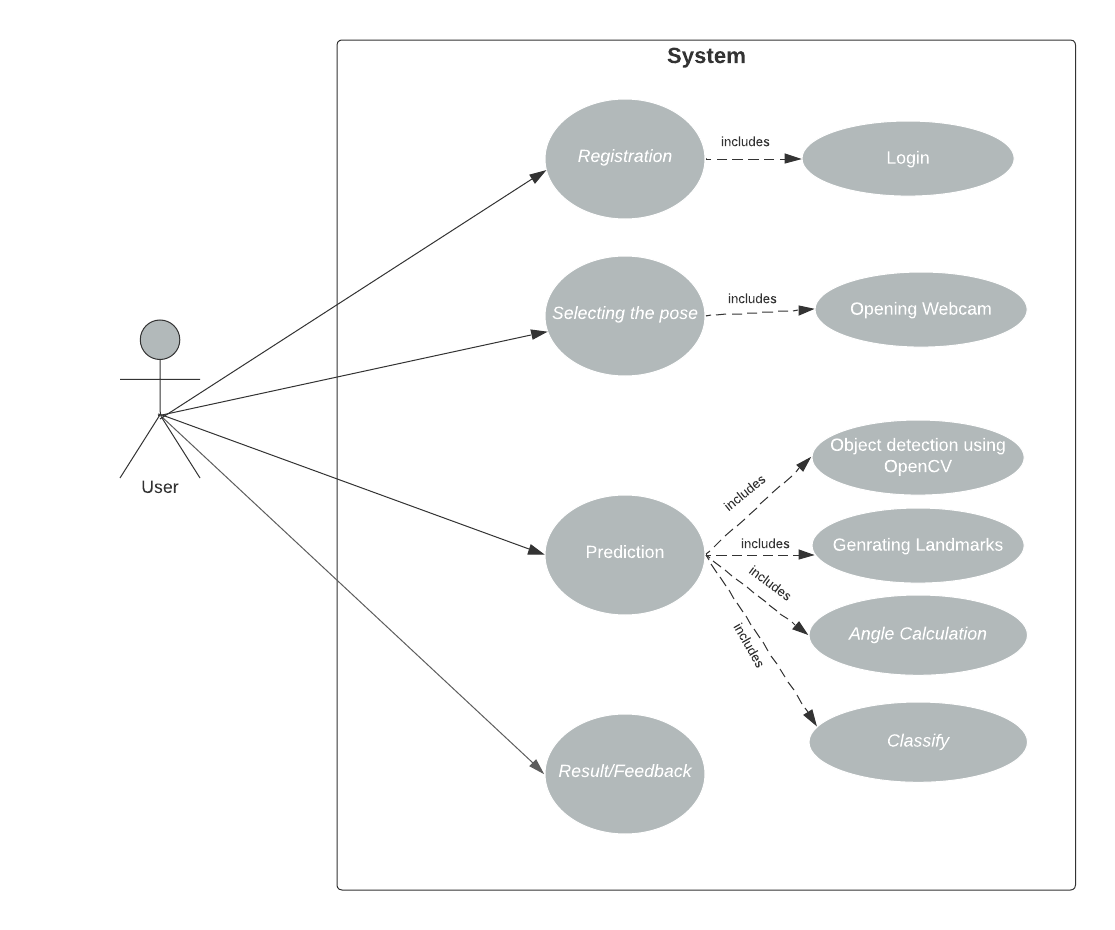 System
Registration
includes
Login
Selecting the pose
includes
Opening Webcam
User
Prediction
includes
Object detection using
OpenCV
includes
Genrating Landmarks
includes
Angle Calculation
includes
Classify
Result/Feedback